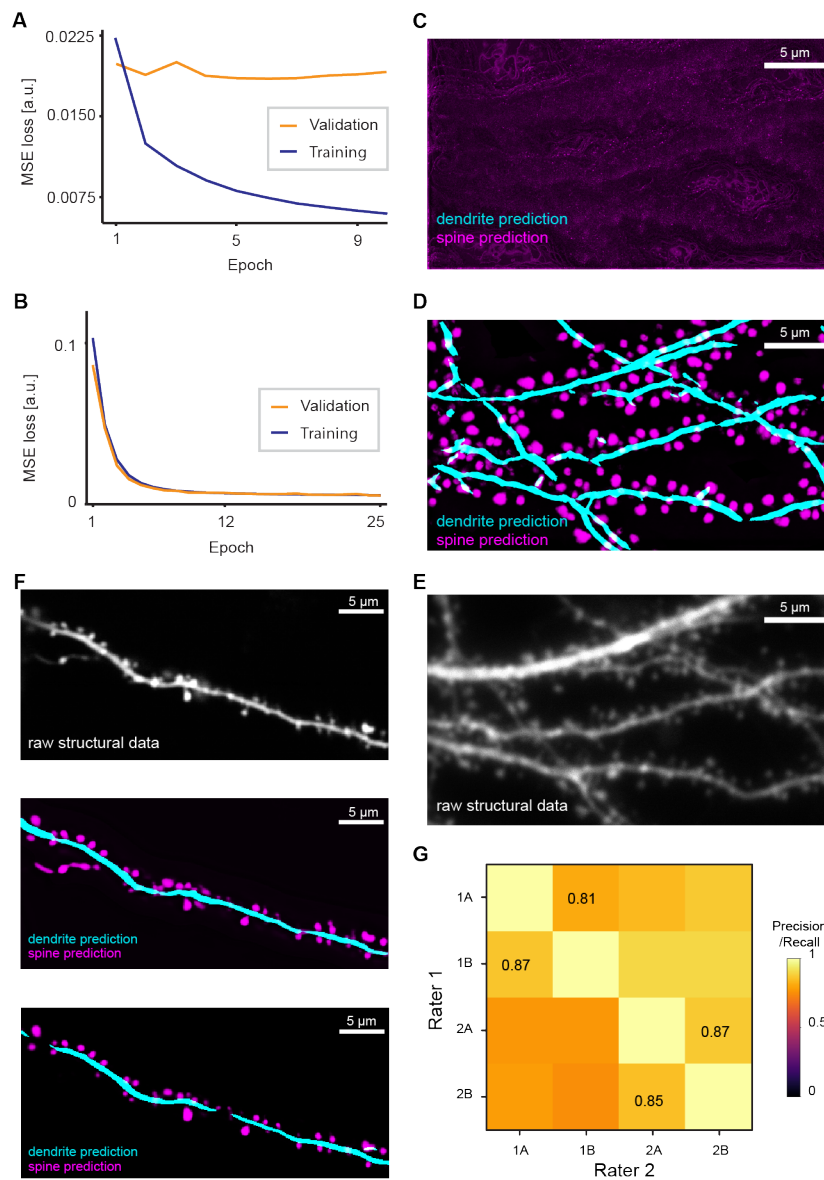 A
0.0225
0.0150
0.0075
MSE loss [a.u.]
Validation
Training
1
5
9
Epoch
B
0.1
0
MSE loss [a.u.]
Validation
Training
1
12
25
Epoch
C
5 µm
dendrite prediction
spine prediction
D
5 µm
dendrite prediction
spine prediction
F
5 µm
raw structural data
5 µm
dendrite prediction
spine prediction
5 µm
dendrite prediction
spine prediction
E
5 µm
raw structural data
G
1A
1B
2A
2B
Rater 1
0.81
0.87
0.87
0.85
1A
1B
2A
2B
Rater 2
Precision
/Recall
1
0.5
0